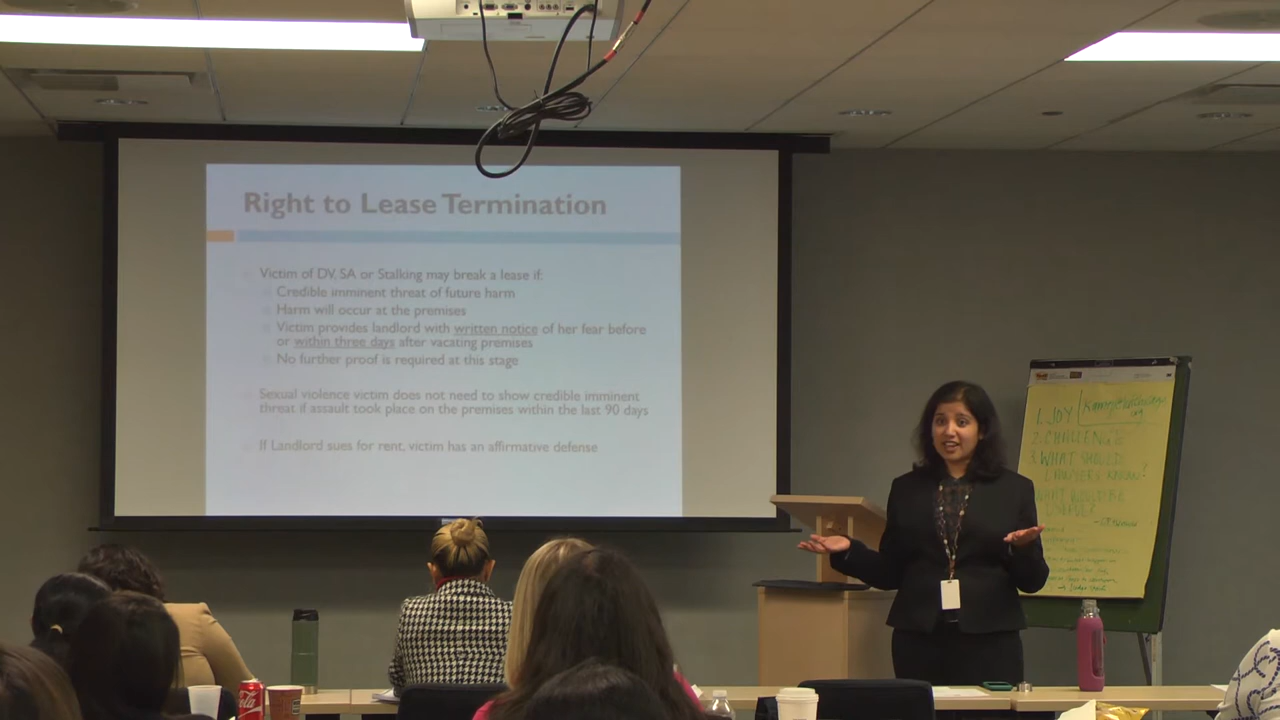 Right to Lease Termination
Victim of DV, SA or Stalking may break a lease if:
Credible imminent threat of future harm
Harm will occur at the premises
Victim provides landlord with written notice of her fear before
or within three days after vacating premises
No further proof is required at this stage
Sexual violence victim does not need to show credible imminent
threat if assault took place on the premises within the last 90 days
If Landlord sues for rent, victim has an affirmative defense
1. JOY
2. CHALLENGE
3. WHAT SHOULD
LAWYERS KNOW?
WHAT WOULD BE
USEFUL?